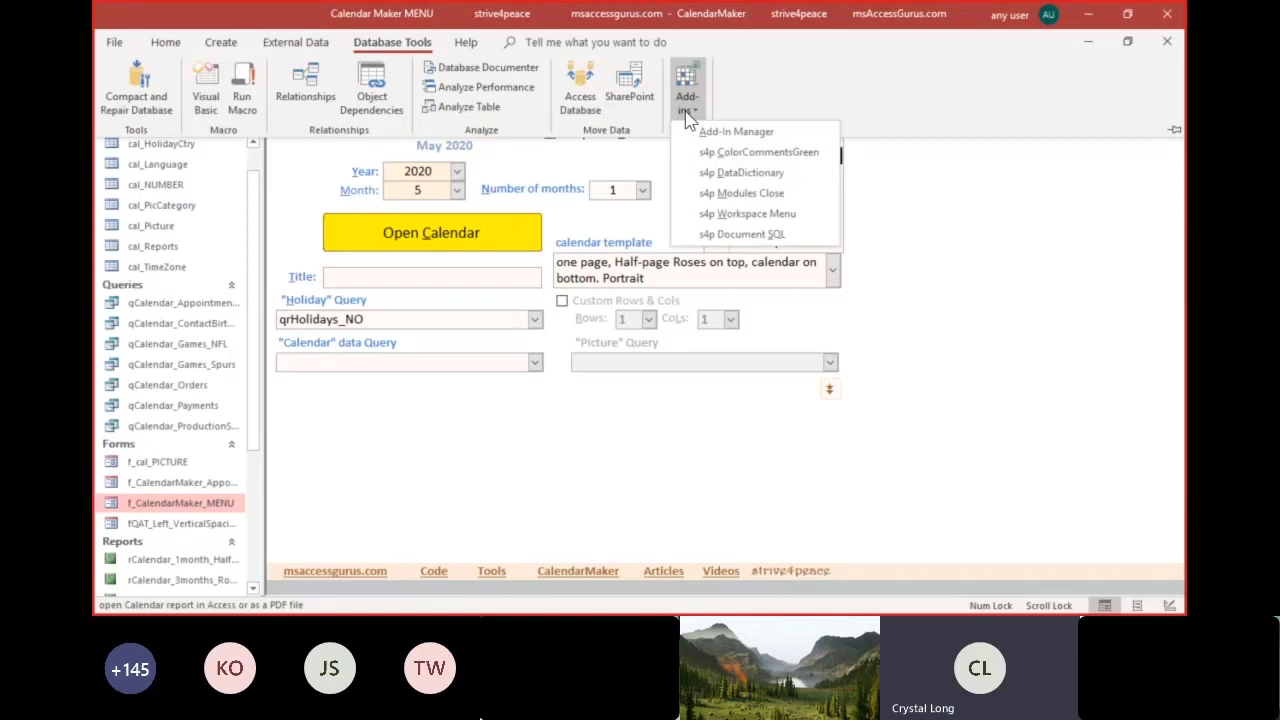 Calendar Maker MENU strive4peace msaccessgurus.com - CalendarMaker strive4peace msAccessGurus.com any user AU
File Home Create External Data Database Tools Help Tell me what you want to do
Compact and Repair Database
Visual Basic
Run Macro
Relationships
Object Dependencies
Database Documenter
Analyze Performance
Analyze Table
Access Database
SharePoint
Add-ins
Tools Macro Relationships Analyze Move Data
Add-In Manager
s4p ColorCommentsGreen
s4p DataDictionary
s4p Modules Close
s4p Workspace Menu
s4p Document SQL
cal_HolidayCtry
cal_Language
cal_NUMBER
cal_PicCategory
cal_Picture
cal_Reports
cal_TimeZone
Queries
qCalendar_Appointmen...
qCalendar_ContactBirt...
qCalendar_Games_NFL
qCalendar_Games_Spurs
qCalendar_Orders
qCalendar_Payments
qCalendar_ProductionS...
Forms
f_cal_PICTURE
f_CalendarMaker_Appo...
f_CalendarMaker_MENU
fQAT_Left_VerticalSpaci...
Reports
rCalendar_1month_Half...
rCalendar_3months_Ro...
May 2020
Year: 2020
Month: 5 Number of months: 1
Open Calendar
calendar template
one page, Half-page Roses on top, calendar on
bottom. Portrait
Title:
"Holiday" Query
qrHolidays_NO
Custom Rows & Cols
Rows: 1 CoLs: 1
"Calendar" data Query
"Picture" Query
msaccessgurus.com Code Tools CalendarMaker Articles Videos strive4peace
open Calendar report in Access or as a PDF file Num Lock Scroll Lock
+145 KO JS TW CL
Crystal Long